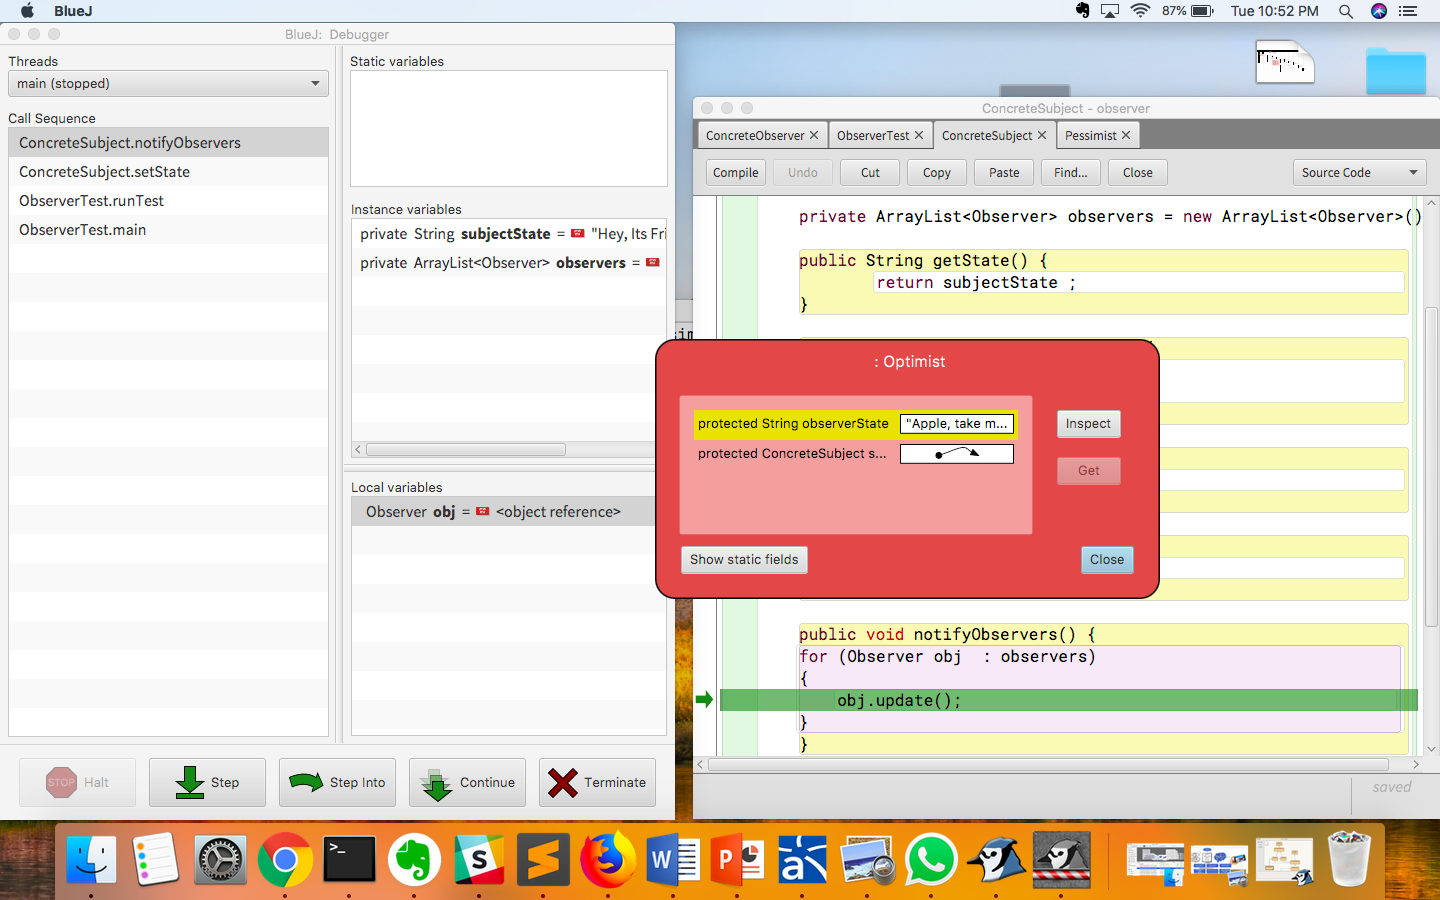 BlueJ
87%
Tue 10:52 PM
BlueJ: Debugger
Threads
main (stopped)
Call Sequence
ConcreteSubject.notifyObservers
ConcreteSubject.setState
ObserverTest.runTest
ObserverTest.main
Static variables
Instance variables
private String subjectState = "Hey, Its Fri
private ArrayList<Observer> observers =
Local variables
Observer obj = <object reference>
Halt
STOP
Step
Step Into
Continue
Terminate
ConcreteSubject - observer
ConcreteObserver
ObserverTest
ConcreteSubject
Pessimist
Compile
Undo
Cut
Copy
Paste
Find...
Close
Source Code
private ArrayList<Observer> observers = new ArrayList<Observer>()
public String getState() {
return subjectState ;
}
: Optimist
protected String observerState
"Apple, take m...
Inspect
protected ConcreteSubject s...
Get
Show static fields
Close
public void notifyObservers() {
for (Observer obj : observers)
{
obj.update();
}
}
saved